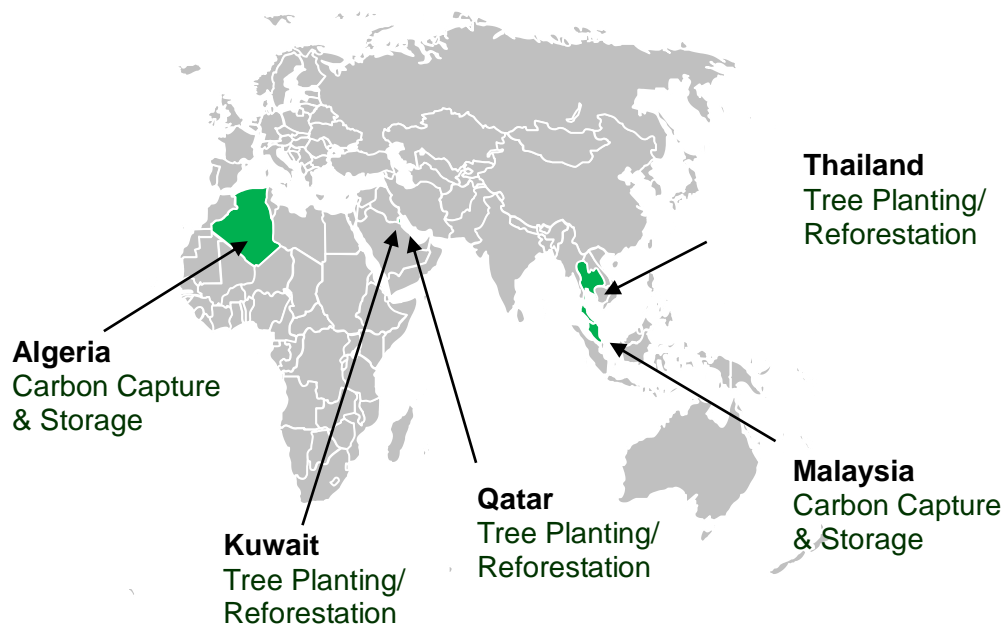 Thailand
Tree Planting/
Reforestation
Algeria
Carbon Capture
& Storage
Malaysia
Carbon Capture
& Storage
Qatar
Tree Planting/
Reforestation
Kuwait
Tree Planting/
Reforestation